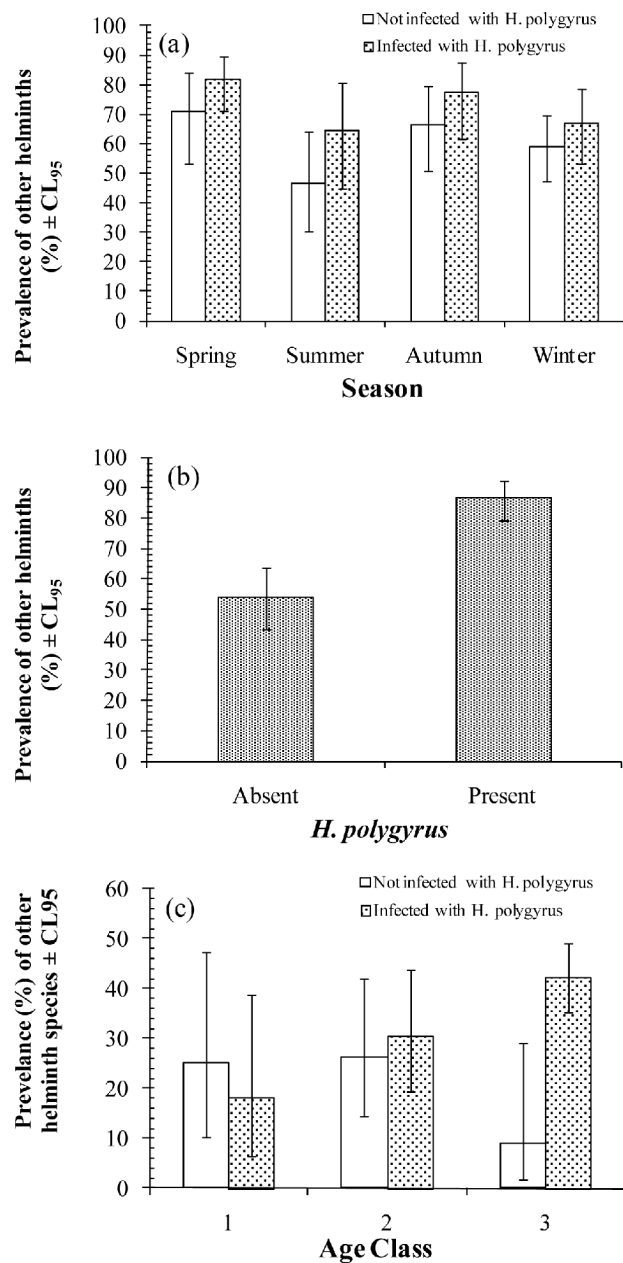 (a)
Not infected with H. polygyrus
Infected with H. polygyrus
Prevalence of other helminths
(%) ± CL95
100
90
80
70
60
50
40
30
20
10
0
Spring Summer Autumn Winter
Season
(b)
Prevalence of other helminths
(%) ± CL95
100
90
80
70
60
50
40
30
20
10
0
Absent Present
H. polygyrus
(c)
Not infected with H. polygyrus
Infected with H. polygyrus
Prevelance (%) of other
helminth species ± CL95
60
50
40
30
20
10
0
1 2 3
Age Class